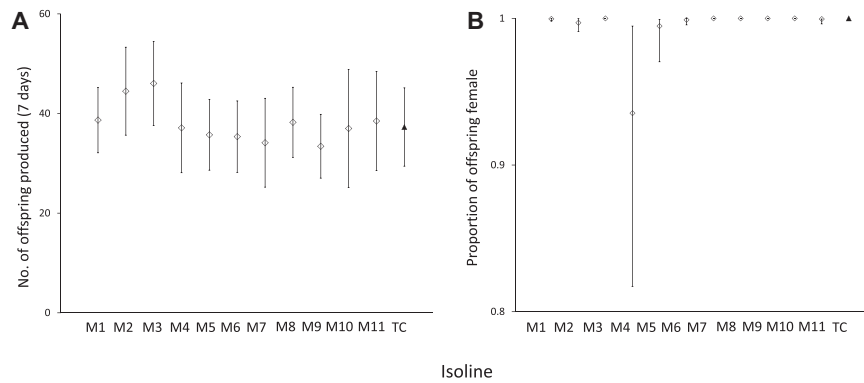 A
No. of offspring produced (7 days)
60
40
20
0
M1 M2 M3 M4 M5 M6 M7 M8 M9 M10 M11 TC
B
Proportion of offspring female
1
0.9
0.8
M1 M2 M3 M4 M5 M6 M7 M8 M9 M10 M11 TC
Isoline